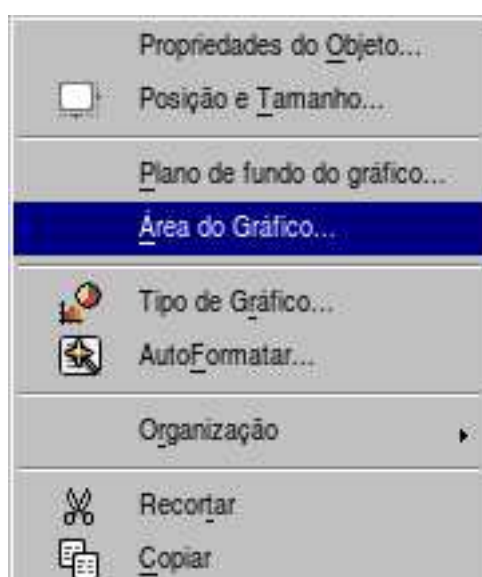 Propriedades do Objeto...
Posição e Tamanho...
Plano de fundo do gráfico...
Área do Gráfico...
Tipo de Gráfico...
AutoFormatar...
Organização
Recortar
Copiar